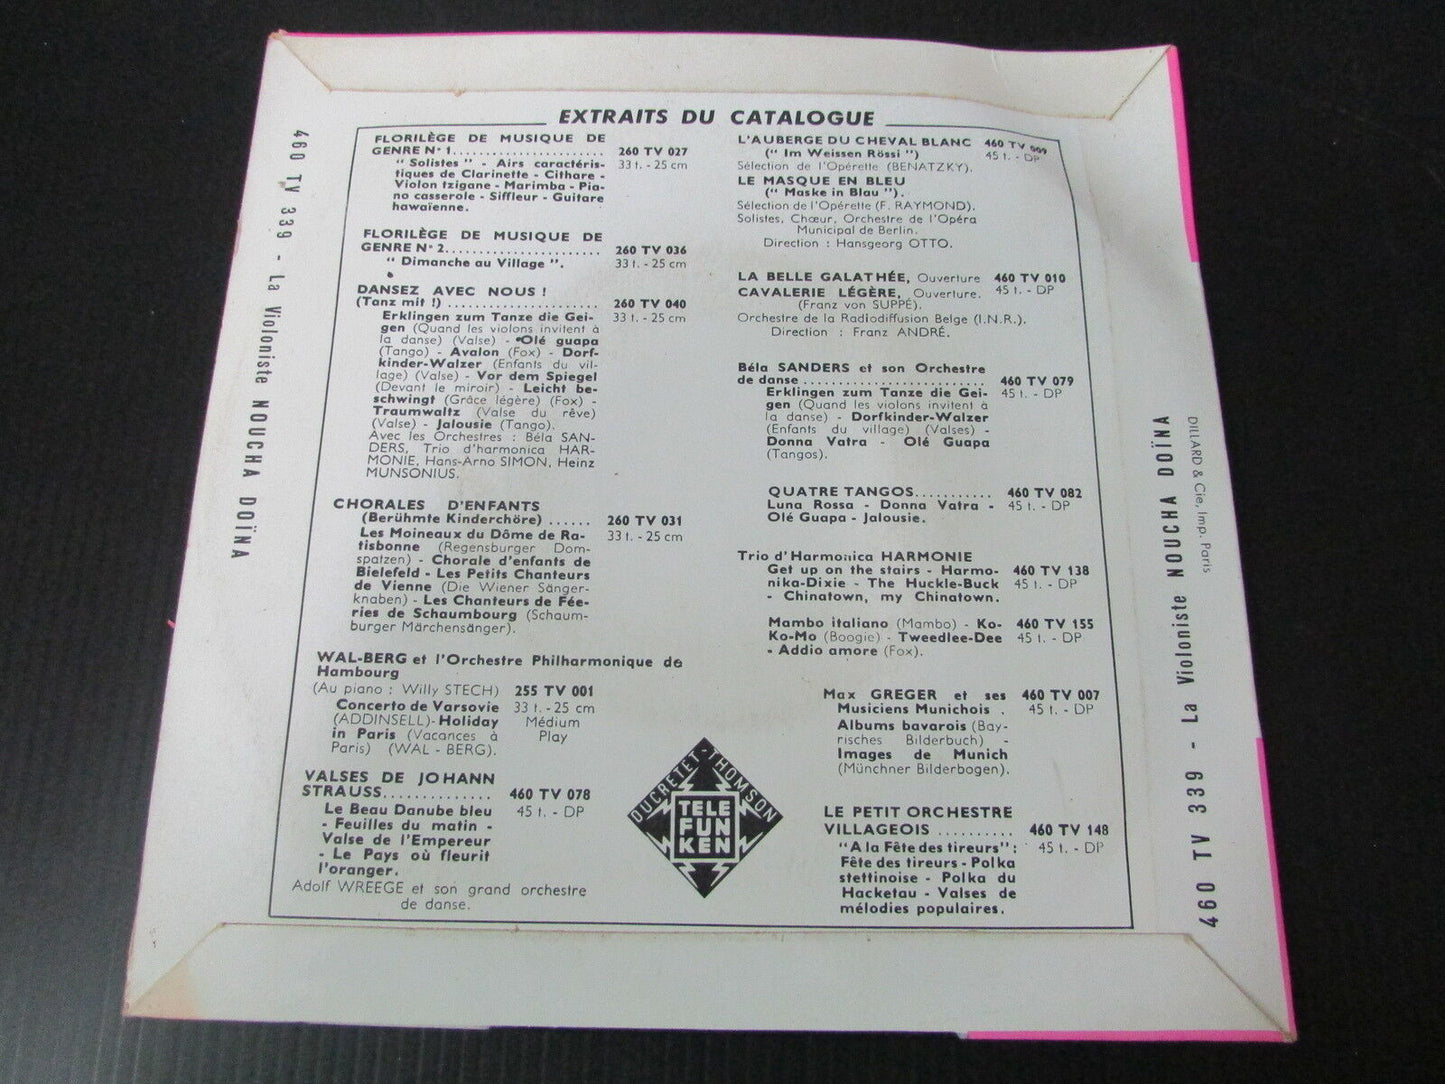 EXTRAITS DU CATALOGUE
FLORILÈGE DE MUSIQUE DE
GENRE N° 1..................... 260 TV 027
" Solistes " - Airs caractéris- 33 t. - 25 cm
tiques de Clarinette - Cithare -
Violon tzigane - Marimba - Pia-
no casserole - Siffleur - Guitare
hawaïenne.
FLORILÈGE DE MUSIQUE DE
GENRE N° 2..................... 260 TV 036
" Dimanche au Village ". 33 t. - 25 cm
DANSEZ AVEC NOUS !
(Tanz mit !) ..................... 260 TV 040
Erklingen zum Tanze die Gei- 33 t. - 25 cm
gen (Quand les violons invitent à
la danse) (Valse) - Olé guapa
(Tango) - Avalon (Fox) - Dorf-
kinder-Walzer (Enfants du vil-
lage) (Valse) - Vor dem Spiegel
(Devant le miroir) - Leicht be-
schwingt (Grâce légère) (Fox) -
Traumwaltz (Valse du rêve)
(Valse) - Jalousie (Tango).
Avec les Orchestres : Béla SAN-
DERS, Trio d'harmonica HAR-
MONIE, Hans-Arno SIMON, Heinz
MUNSONIUS.
CHORALES D'ENFANTS
(Berühmte Kinderchöre) ...... 260 TV 031
Les Moineaux du Dôme de Ra- 33 t. - 25 cm
tisbonne (Regensburger Dom-
spatzen) - Chorale d'enfants de
Bielefeld - Les Petits Chanteurs
de Vienne (Die Wiener Sänger-
knaben) - Les Chanteurs de Fée-
ries de Schaumbourg (Schaum-
burger Märchensänger).
WAL-BERG et l'Orchestre Philharmonique de
Hambourg
(Au piano : Willy STECH) 255 TV 001
Concerto de Varsovie 33 t. - 25 cm
(ADDINSELL) - Holiday Médium
in Paris (Vacances à Play
Paris) (WAL - BERG).
VALSES DE JOHANN
STRAUSS............... 460 TV 078
Le Beau Danube bleu 45 t. - DP
- Feuilles du matin -
Valse de l'Empereur
- Le Pays où fleurit
l'oranger.
Adolf WREEGE et son grand orchestre
de danse.
L'AUBERGE DU CHEVAL BLANC 460 TV 009
(" Im Weissen Rössi ") 45 t. - DP
Sélection de l'Opérette (BENATZKY).
LE MASQUE EN BLEU
(" Maske in Blau ").
Sélection de l'Opérette (F. RAYMOND).
Solistes, Chœur, Orchestre de l'Opéra
Municipal de Berlin.
Direction : Hansgeorg OTTO.
LA BELLE GALATHÉE, Ouverture 460 TV 010
CAVALERIE LÉGÈRE, Ouverture. 45 t. - DP
(Franz von SUPPÉ).
Orchestre de la Radiodiffusion Belge (I.N.R.).
Direction : Franz ANDRÉ.
Béla SANDERS et son Orchestre
de danse ......................... 460 TV 079
Erklingen zum Tanze die Gei- 45 t. - DP
gen (Quand les violons invitent à
la danse) - Dorfkinder-Walzer
(Enfants du village) (Valses) -
Donna Vatra - Olé Guapa
(Tangos).
QUATRE TANGOS........... 460 TV 082
Luna Rossa - Donna Vatra - 45 t. - DP
Olé Guapa - Jalousie.
Trio d'Harmonica HARMONIE
Get up on the stairs - Harmo- 460 TV 138
nika-Dixie - The Huckle-Buck 45 t. - DP
- Chinatown, my Chinatown.
Mambo italiano (Mambo) - Ko- 460 TV 155
Ko-Mo (Boogie) - Tweedlee-Dee 45 t. - DP
- Addio amore (Fox).
Max GREGER et ses 460 TV 007
Musiciens Munichois . 45 t. - DP
Albums bavarois (Bay-
risches Bilderbuch) -
Images de Munich
(Münchner Bilderbogen).
LE PETIT ORCHESTRE
VILLAGEOIS .......... 460 TV 148
"A la Fête des tireurs" : 45 t. - DP
Fête des tireurs - Polka
stettinoise - Polka du
Hacketau - Valses de
mélodies populaires.
DUCRETET-THOMSON
TELE
FUN
KEN
460 TV 339 - La Violoniste NOUCHA DOÏNA
460 TV 339 - La Violoniste NOUCHA DOÏNA
DILLARD & Cie, Imp. Paris